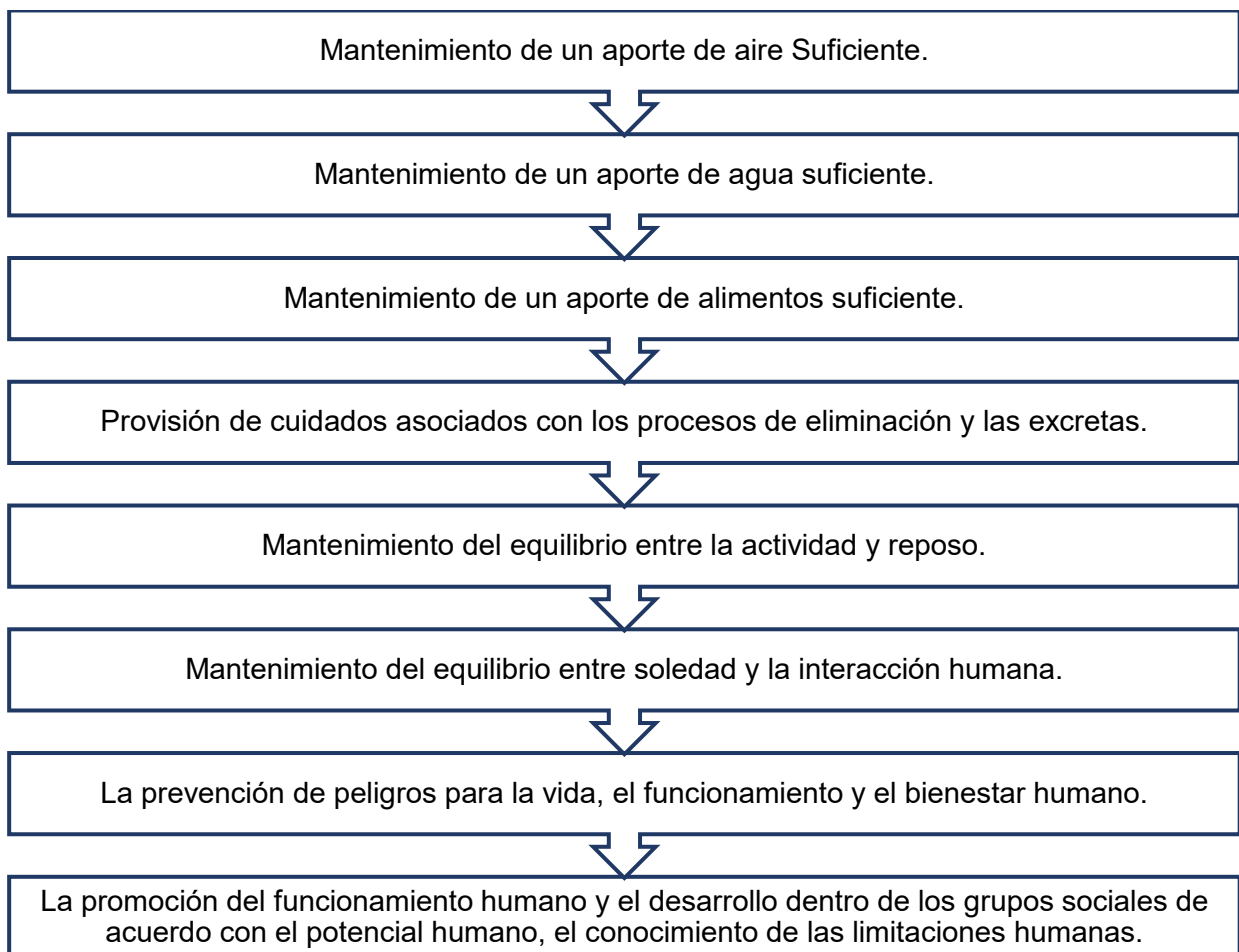 Mantenimiento de un aporte de aire Suficiente.
Mantenimiento de un aporte de agua suficiente.
Mantenimiento de un aporte de alimentos suficiente.
Provisión de cuidados asociados con los procesos de eliminación y las excretas.
Mantenimiento del equilibrio entre la actividad y reposo.
Mantenimiento del equilibrio entre soledad y la interacción humana.
La prevención de peligros para la vida, el funcionamiento y el bienestar humano.
La promoción del funcionamiento humano y el desarrollo dentro de los grupos sociales de
acuerdo con el potencial humano, el conocimiento de las limitaciones humanas.